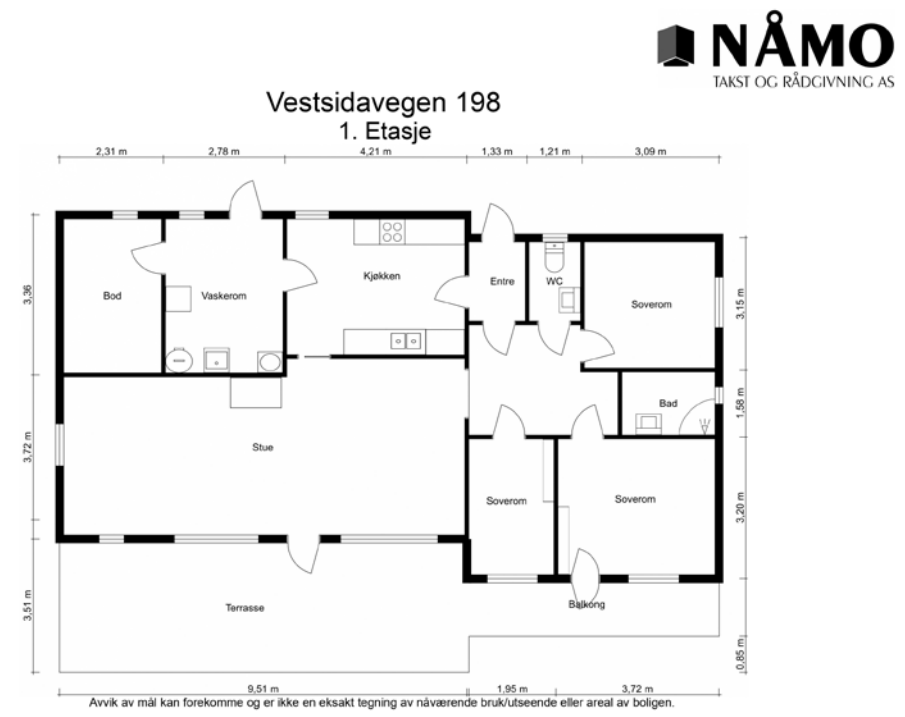 NÅMO
TAKST OG RÅDGIVNING AS
Vestsidavegen 198
1. Etasje
2,31 m 2,78 m 4,21 m 1,33 m 1,21 m 3,09 m
3,36
3,15 m
Kjøkken
Entre
WC
Bod
Vaskerom
Soverom
1,58 m
Bad
3,72 m
Stue
Soverom
Soverom
3,20 m
3,51 m
Terrasse
Balkong
0,85 m
9,51 m 1,95 m 3,72 m
Avvik av mål kan forekomme og er ikke en eksakt tegning av nåværende bruk/utseende eller areal av boligen.